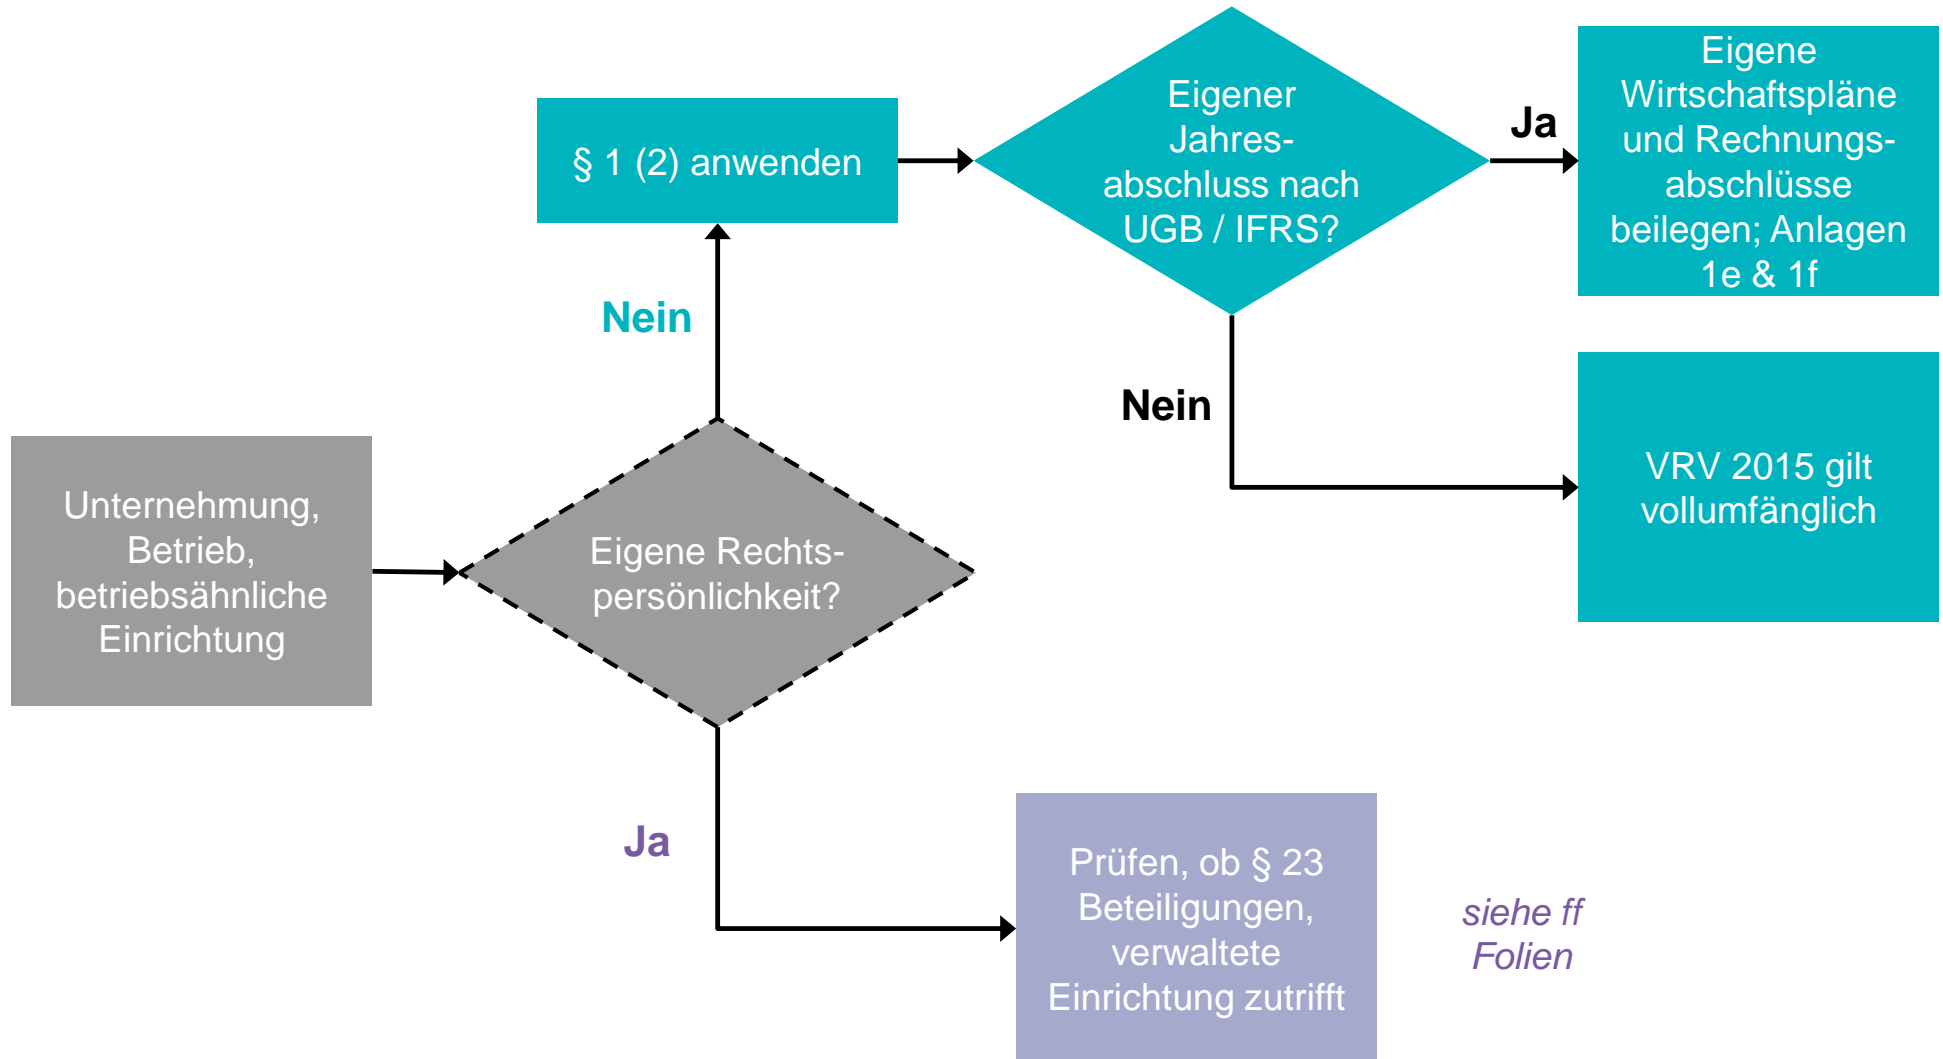 Unternehmung,
Betrieb,
betriebsähnliche
Einrichtung
Eigene Rechts-
persönlichkeit?
Nein
§ 1 (2) anwenden
Eigener
Jahres-
abschluss nach
UGB / IFRS?
Ja
Eigene
Wirtschaftspläne
und Rechnungs-
abschlüsse
beilegen; Anlagen
1e & 1f
Nein
VRV 2015 gilt
vollumfänglich
Ja
Prüfen, ob § 23
Beteiligungen,
verwaltete
Einrichtung zutrifft
siehe ff
Folien